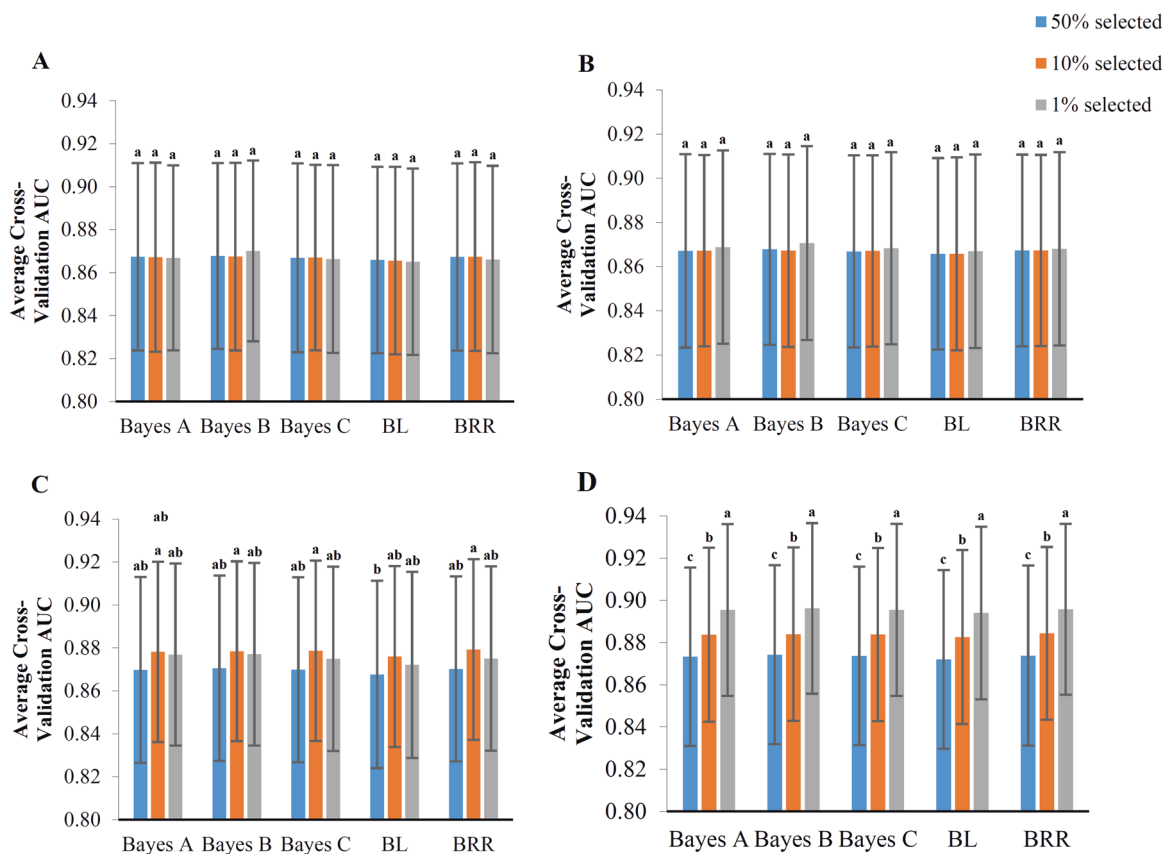 50% selected
10% selected
1% selected
A
Average Cross-
Validation AUC
0.94
0.92
0.90
0.88
0.86
0.84
0.82
0.80
a a a a a a a a a a a a a a a
Bayes A Bayes B Bayes C BL BRR
B
Average Cross-
Validation AUC
0.94
0.92
0.90
0.88
0.86
0.84
0.82
0.80
a a a a a a a a a a a a a a a
Bayes A Bayes B Bayes C BL BRR
C
Average Cross-
Validation AUC
0.94
0.92
0.90
0.88
0.86
0.84
0.82
0.80
ab
ab a ab ab a ab ab a ab b ab ab ab a ab
Bayes A Bayes B Bayes C BL BRR
D
Average Cross-
Validation AUC
0.94
0.92
0.90
0.88
0.86
0.84
0.82
0.80
c b a c b a c b a c b a c b a
Bayes A Bayes B Bayes C BL BRR